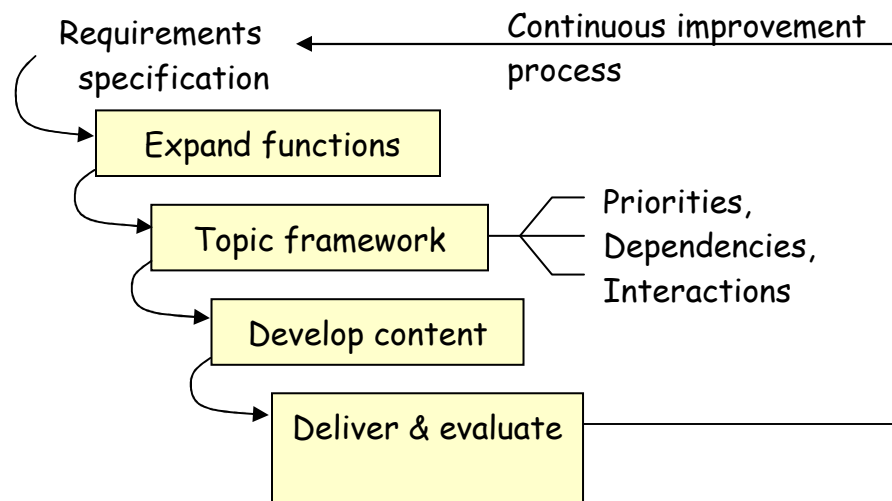 Requirements
specification
Continuous improvement
process
Expand functions
Topic framework
Priorities,
Dependencies,
Interactions
Develop content
Deliver & evaluate